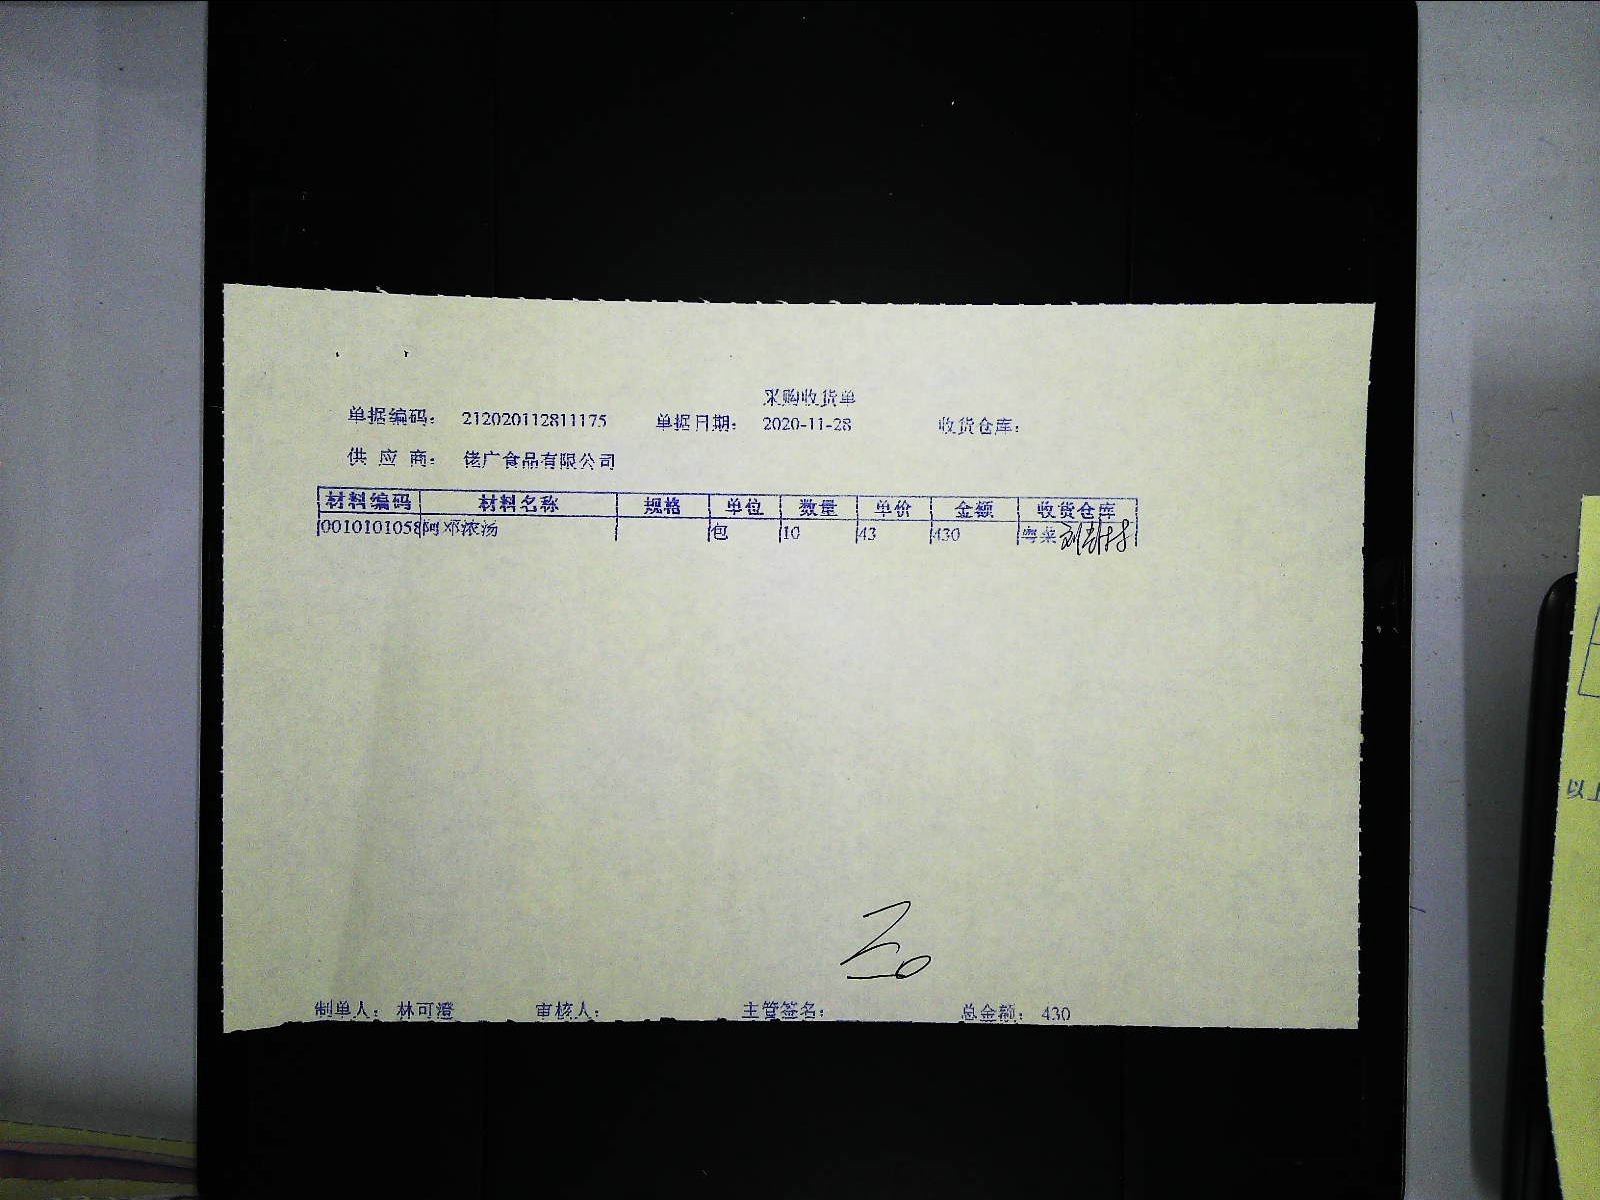 采购收货单
单据编码： 212020112811175 单据日期： 2020-11-28 收货仓库：
供 应 商： 铑广食品有限公司
材料编码 材料名称 规格 单位 数量 单价 金额 收货仓库
0010101058 阿邓浓汤 包 10 43 430 粤菜
制单人： 林可澄 审核人： 主管签名： 总金额： 430
以上